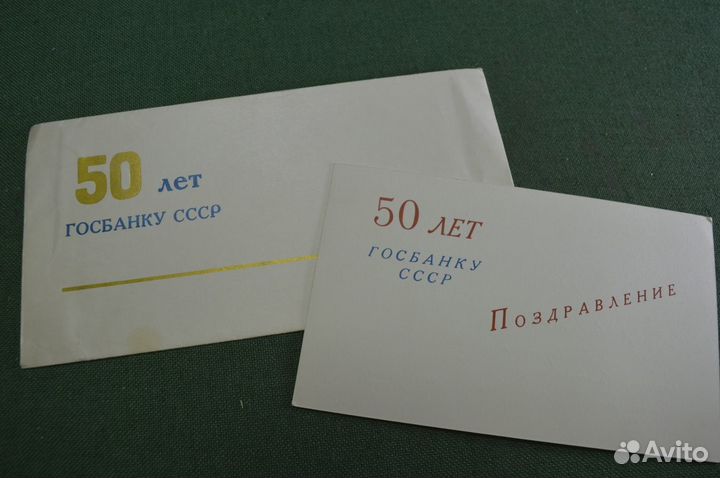 50 лет
ГОСБАНКУ СССР
50 ЛЕТ
ГОСБАНКУ
СССР
ПОЗДРАВЛЕНИЕ
Avito